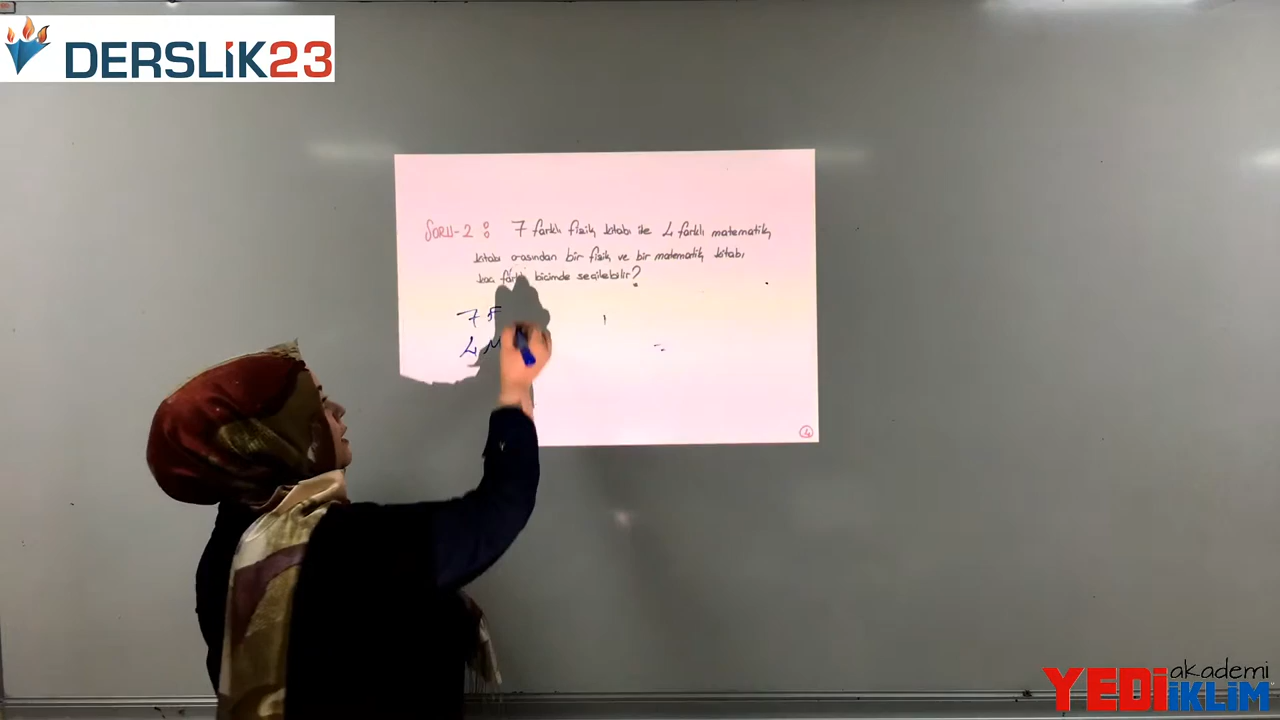 DERSLİK23
SORU-2 : 7 farklı fizik kitabı ile 4 farklı matematik
kitabı arasından bir fizik ve bir matematik kitabı
kaç farklı biçimde seçilebilir?
7 F
4 M
4
YEDİ İKLİM akademi